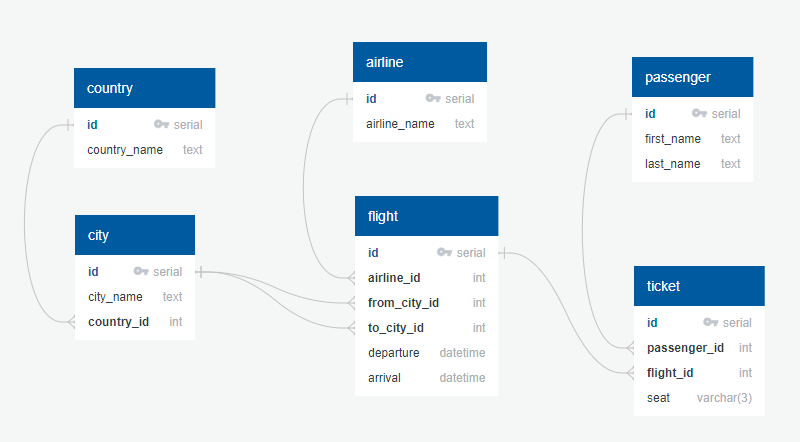 country
id serial
country_name text
city
id serial
city_name text
country_id int
airline
id serial
airline_name text
flight
id serial
airline_id int
from_city_id int
to_city_id int
departure datetime
arrival datetime
passenger
id serial
first_name text
last_name text
ticket
id serial
passenger_id int
flight_id int
seat varchar(3)